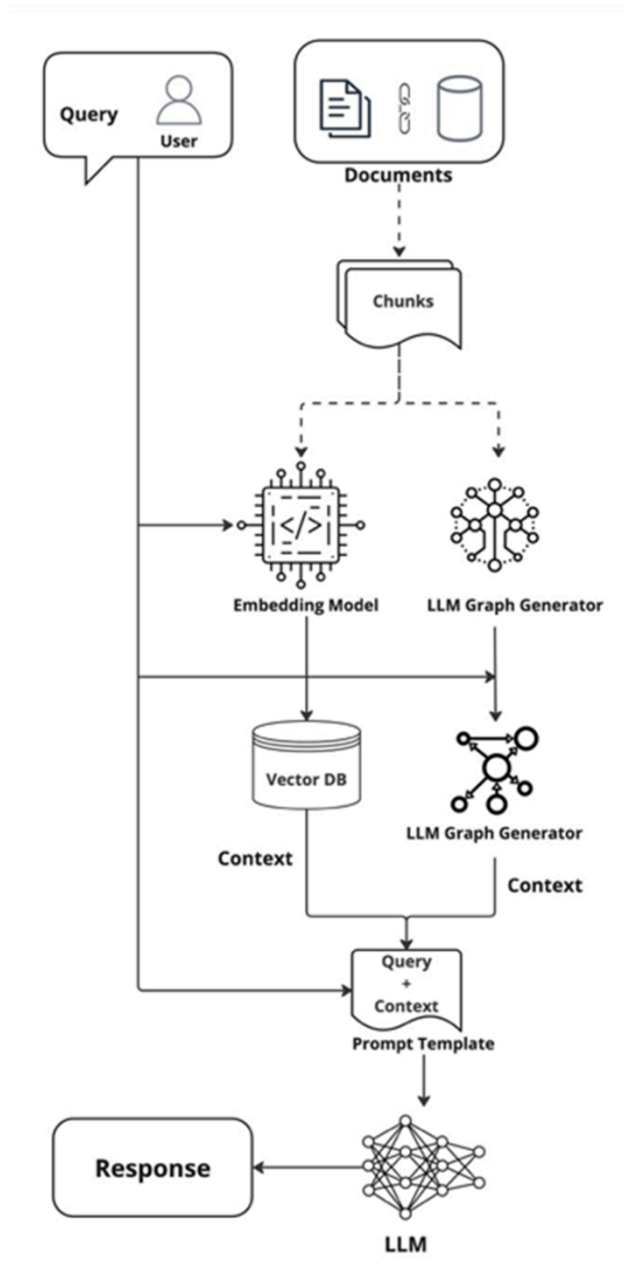 Query
User
Documents
Chunks
</>
Embedding Model
LLM Graph Generator
Vector DB
LLM Graph Generator
Context
Context
Query
+
Context
Prompt Template
Response
LLM